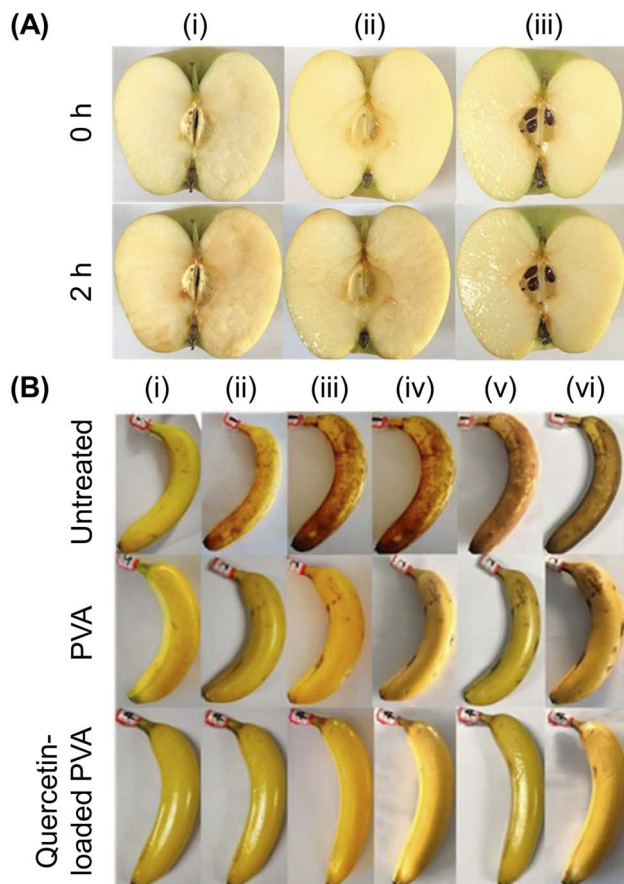 (A) (i) (ii) (iii)
0 h
2 h
(B) (i) (ii) (iii) (iv) (v) (vi)
Untreated
PVA
Quercetin-
loaded PVA